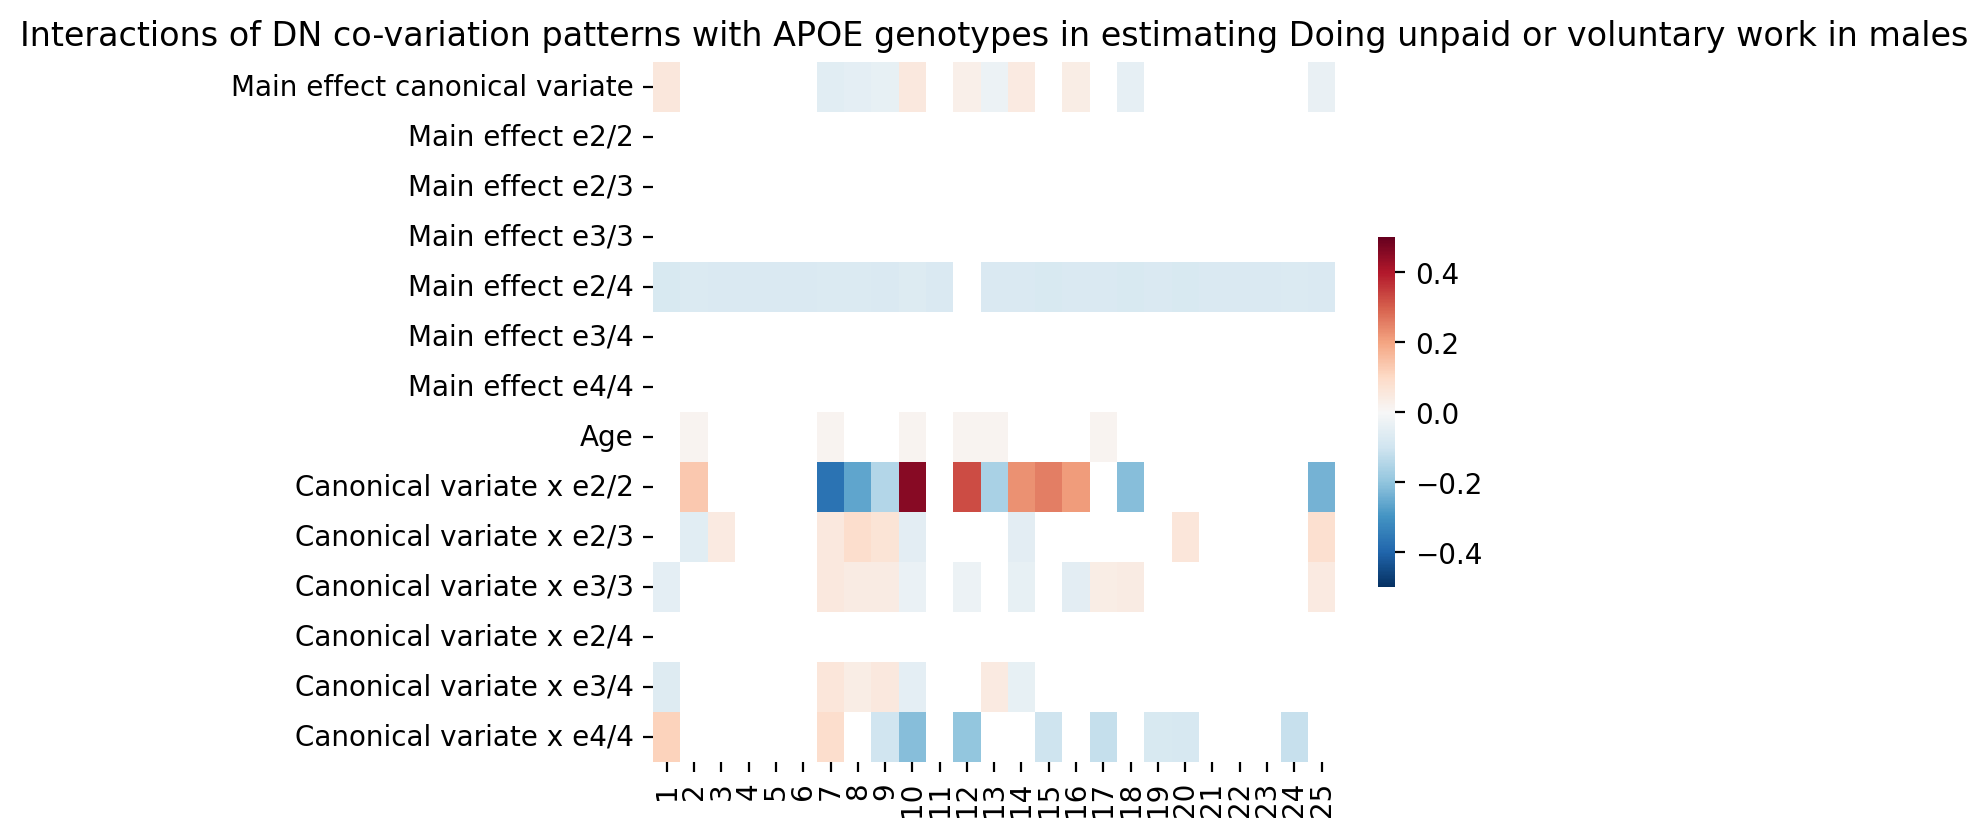 Interactions of DN co-variation patterns with APOE genotypes in estimating Doing unpaid or voluntary work in males
Main effect canonical variate
Main effect e2/2
Main effect e2/3
Main effect e3/3
Main effect e2/4
Main effect e3/4
Main effect e4/4
Age
Canonical variate x e2/2
Canonical variate x e2/3
Canonical variate x e3/3
Canonical variate x e2/4
Canonical variate x e3/4
Canonical variate x e4/4
1 2 3 4 5 6 7 8 9 10 11 12 13 14 15 16 17 18 19 20 21 22 23 24 25
0.4
0.2
0.0
−0.2
−0.4